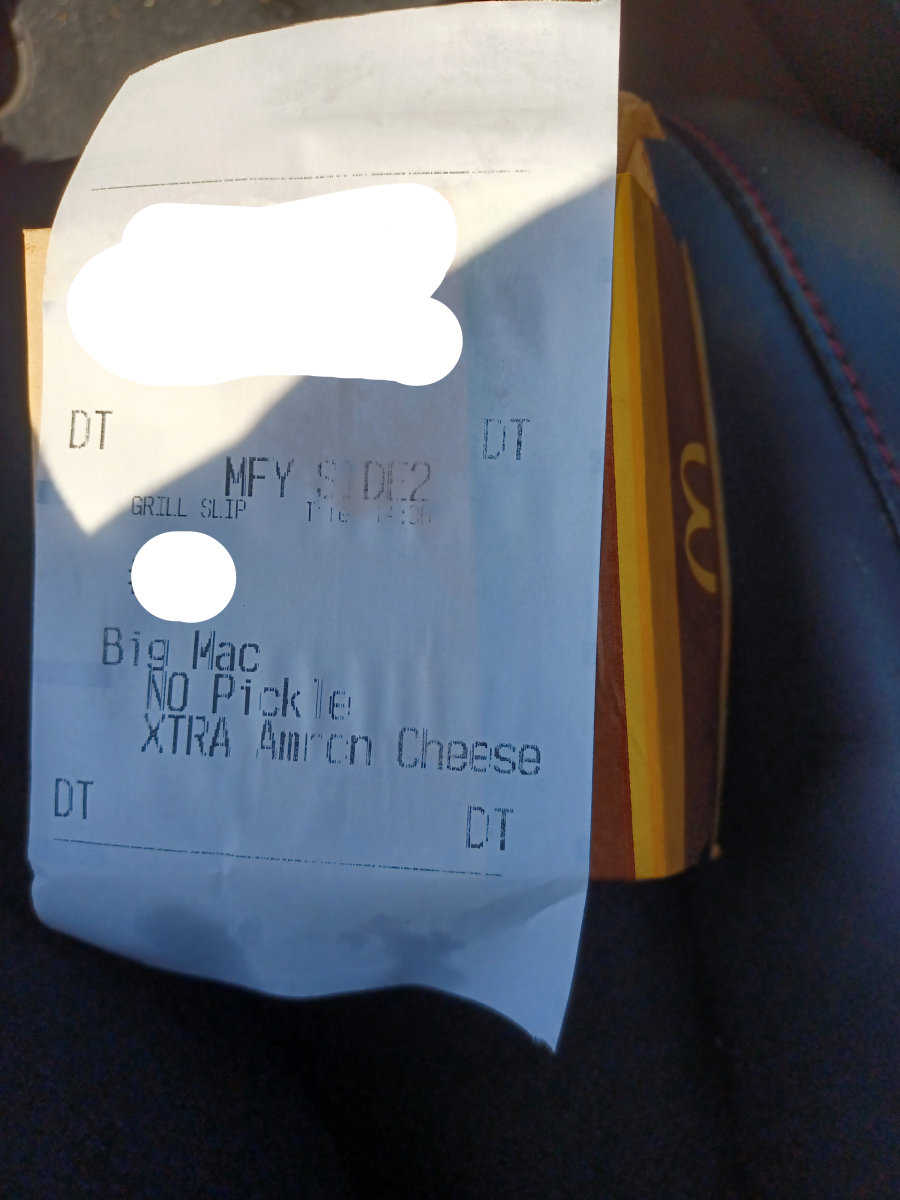 DT DT
MFY SIDE2
GRILL SLIP
Big Mac
NO Pickle
XTRA Amrcn Cheese
DT DT